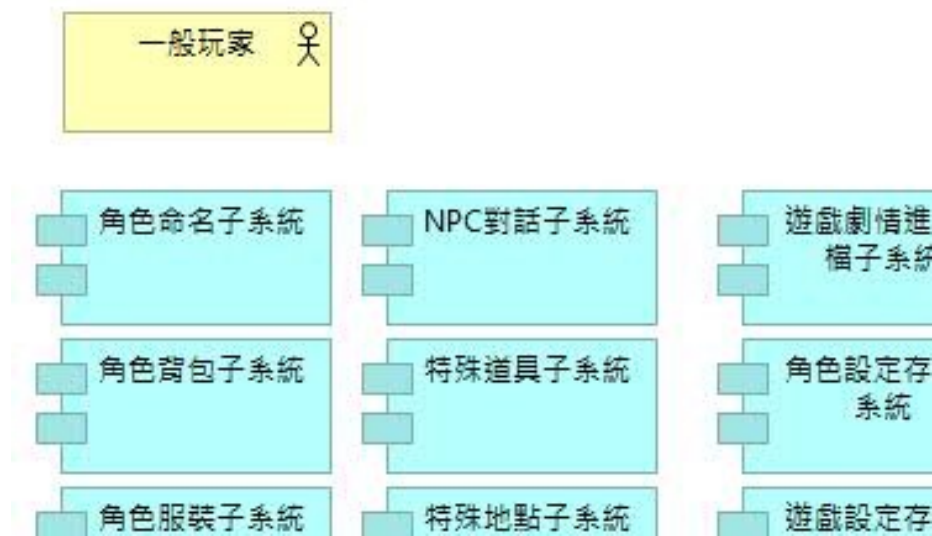 一般玩家
角色命名子系統
NPC對話子系統
遊戲劇情進
檔子系統
角色背包子系統
特殊道具子系統
角色設定存
系統
角色服裝子系統
特殊地點子系統
遊戲設定存